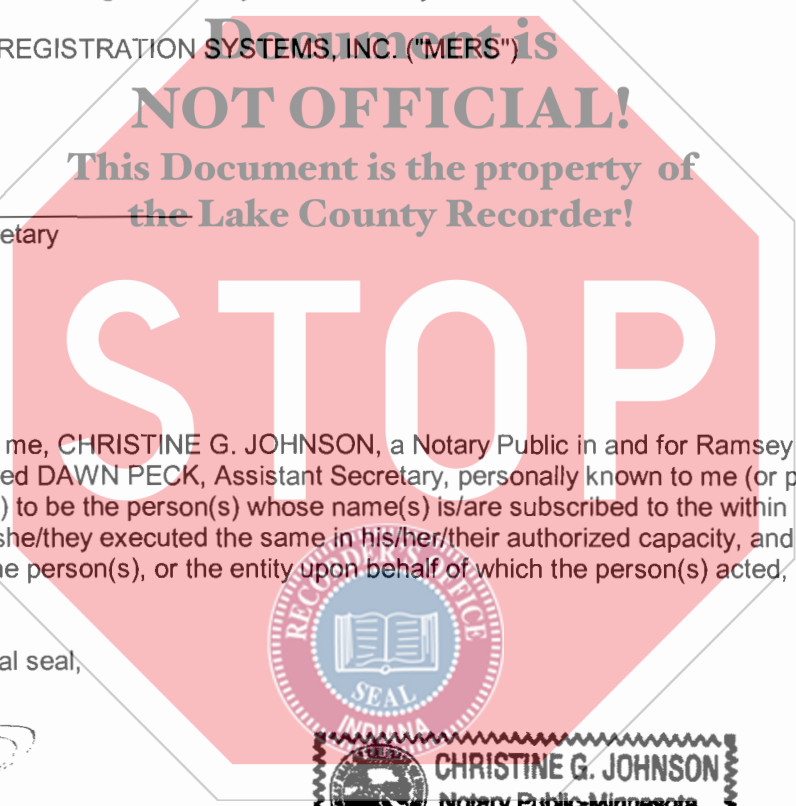 Document is
REGISTRATION SYSTEMS, INC. ("MERS")
NOT OFFICIAL!
This Document is the property of
the Lake County Recorder!
etary
STOP
me, CHRISTINE G. JOHNSON, a Notary Public in and for Ramsey
ed DAWN PECK, Assistant Secretary, personally known to me (or p
) to be the person(s) whose name(s) is/are subscribed to the within
she/they executed the same in his/her/their authorized capacity, and
he person(s), or the entity upon behalf of which the person(s) acted,
RECORDER'S OFFICE
SEAL
INDIANA
al seal,
CHRISTINE G. JOHNSON
Notary Public-Minnesota